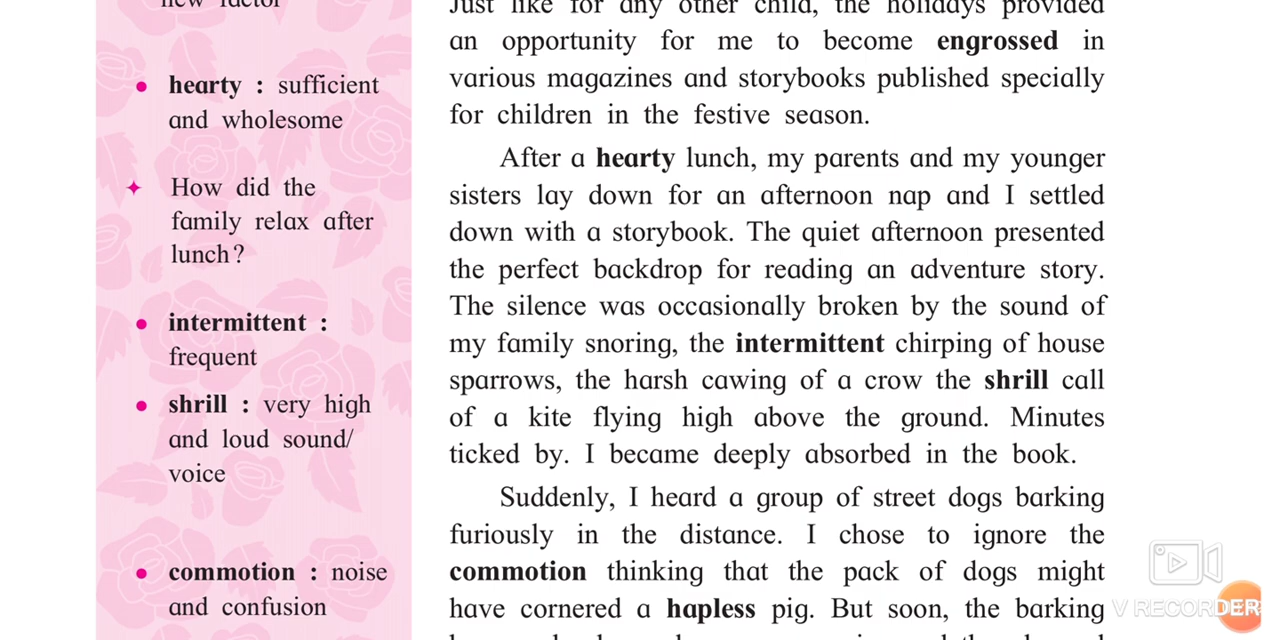 new factor
hearty : sufficient
and wholesome
How did the
family relax after
lunch?
intermittent :
frequent
shrill : very high
and loud sound/
voice
commotion : noise
and confusion
Just like for any other child, the holidays provided
an opportunity for me to become engrossed in
various magazines and storybooks published specially
for children in the festive season.
After a hearty lunch, my parents and my younger
sisters lay down for an afternoon nap and I settled
down with a storybook. The quiet afternoon presented
the perfect backdrop for reading an adventure story.
The silence was occasionally broken by the sound of
my family snoring, the intermittent chirping of house
sparrows, the harsh cawing of a crow the shrill call
of a kite flying high above the ground. Minutes
ticked by. I became deeply absorbed in the book.
Suddenly, I heard a group of street dogs barking
furiously in the distance. I chose to ignore the
commotion thinking that the pack of dogs might
have cornered a hapless pig. But soon, the barking
V RECORDER